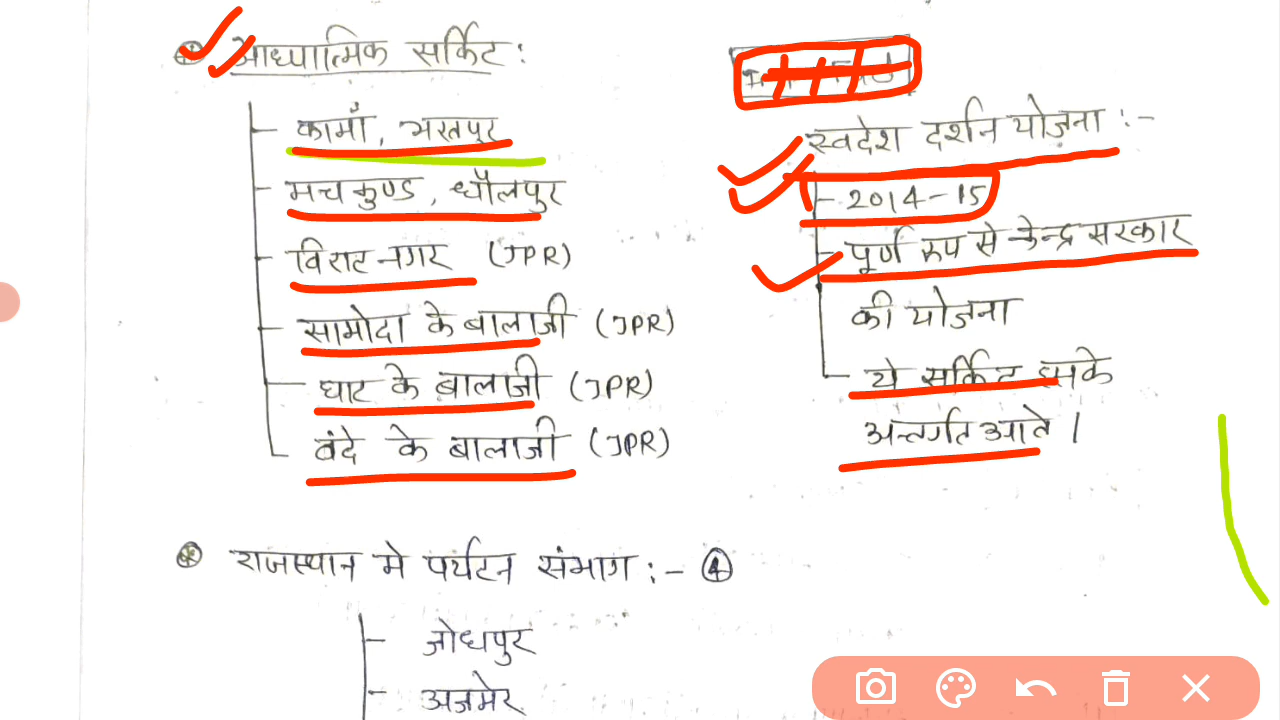 आध्यात्मिक सर्किट :
कामाँ, भरतपुर
मचकुण्ड, धौलपुर
विराटनगर (JPR)
सामोदा के बालाजी (JPR)
घाट के बालाजी (JPR)
बंदे के बालाजी (JPR)
स्वदेश दर्शन योजना :-
2014-15
पूर्ण रूप से केन्द्र सरकार
की योजना
ये सर्किट इसके
अन्तर्गत आते।
राजस्थान मे पर्यटन संभाग :- 4
जोधपुर
अजमेर